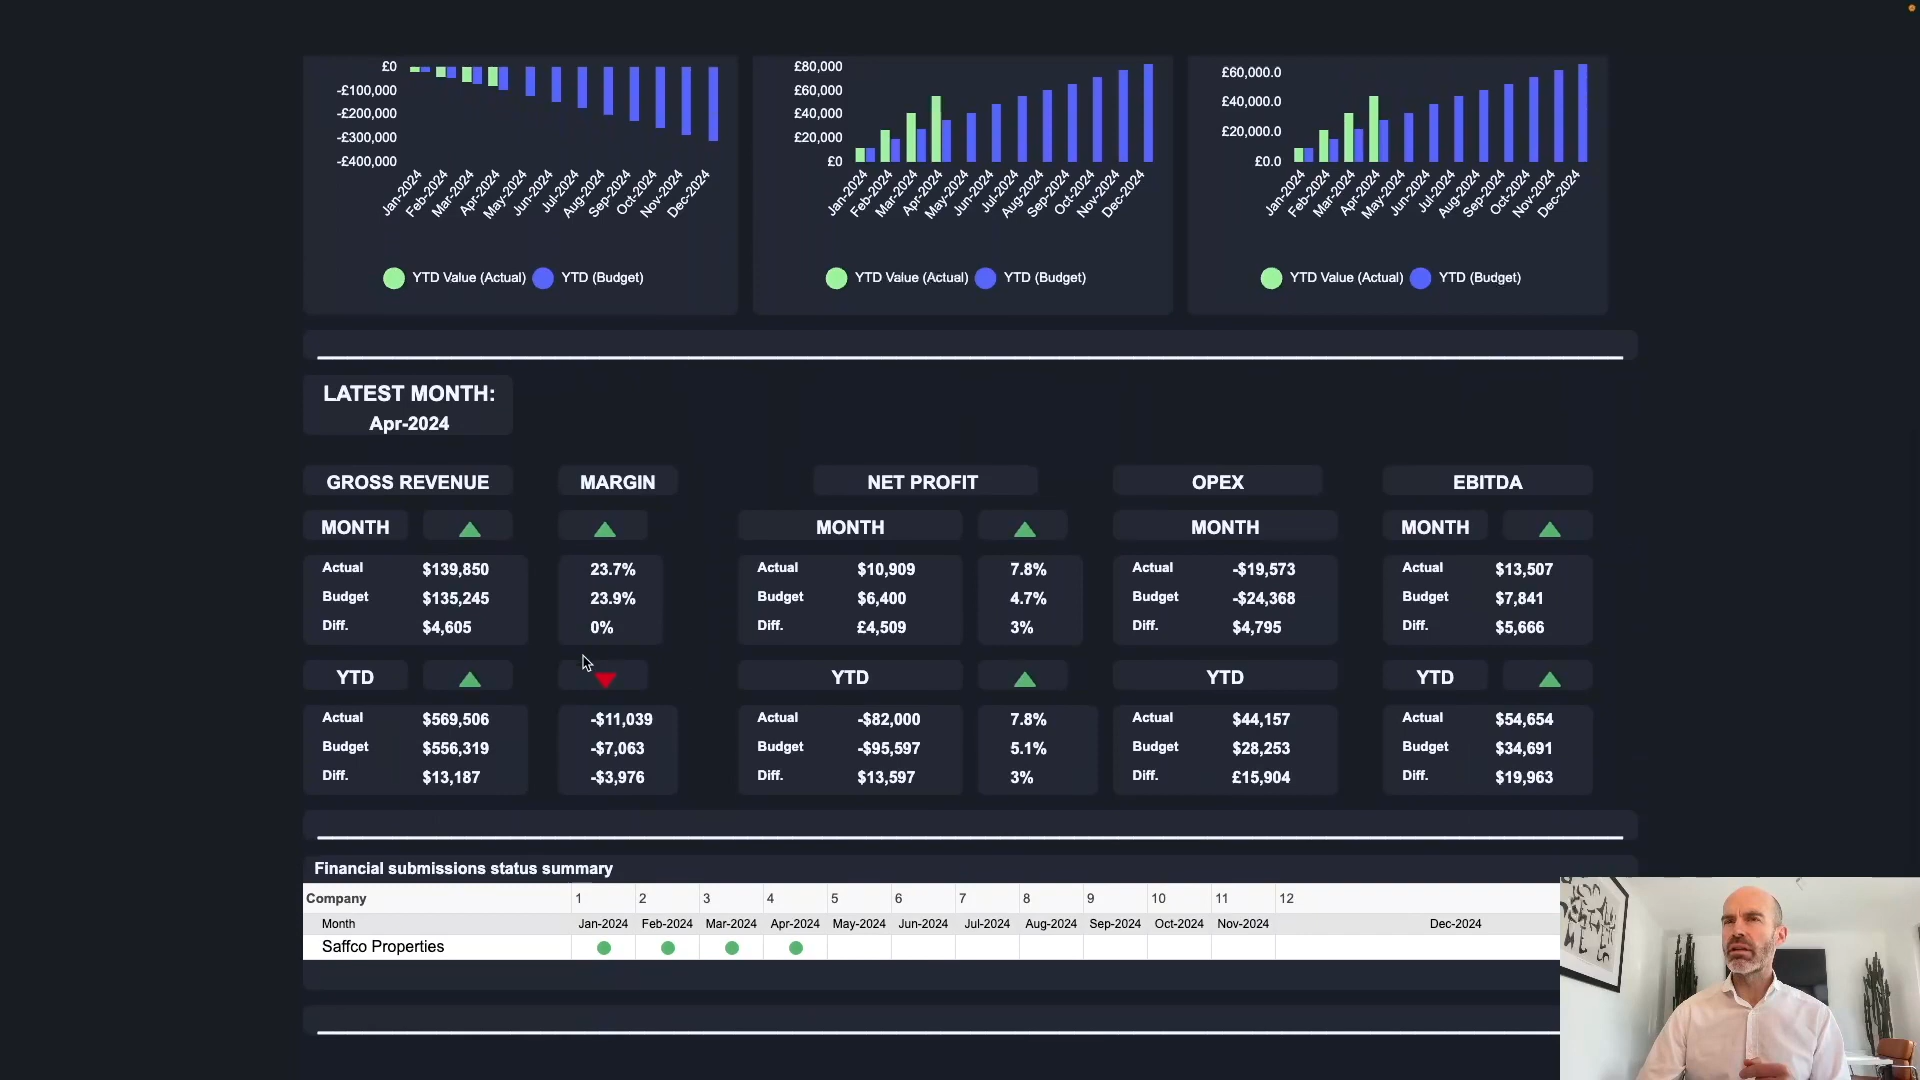 £0
-£100,000
-£200,000
-£300,000
-£400,000
Jan-2024 Feb-2024 Mar-2024 Apr-2024 May-2024 Jun-2024 Jul-2024 Aug-2024 Sep-2024 Oct-2024 Nov-2024 Dec-2024
YTD Value (Actual) YTD (Budget)
£80,000
£60,000
£40,000
£20,000
£0
Jan-2024 Feb-2024 Mar-2024 Apr-2024 May-2024 Jun-2024 Jul-2024 Aug-2024 Sep-2024 Oct-2024 Nov-2024 Dec-2024
YTD Value (Actual) YTD (Budget)
£60,000.0
£40,000.0
£20,000.0
£0.0
Jan-2024 Feb-2024 Mar-2024 Apr-2024 May-2024 Jun-2024 Jul-2024 Aug-2024 Sep-2024 Oct-2024 Nov-2024 Dec-2024
YTD Value (Actual) YTD (Budget)
LATEST MONTH:
Apr-2024
GROSS REVENUE MARGIN NET PROFIT OPEX EBITDA
MONTH MONTH MONTH MONTH
Actual $139,850 23.7% Actual $10,909 7.8% Actual -$19,573 Actual $13,507
Budget $135,245 23.9% Budget $6,400 4.7% Budget -$24,368 Budget $7,841
Diff. $4,605 0% Diff. £4,509 3% Diff. $4,795 Diff. $5,666
YTD YTD YTD YTD
Actual $569,506 -$11,039 Actual -$82,000 7.8% Actual $44,157 Actual $54,654
Budget $556,319 -$7,063 Budget -$95,597 5.1% Budget $28,253 Budget $34,691
Diff. $13,187 -$3,976 Diff. $13,597 3% Diff. £15,904 Diff. $19,963
Financial submissions status summary
Company 1 2 3 4 5 6 7 8 9 10 11 12
Month Jan-2024 Feb-2024 Mar-2024 Apr-2024 May-2024 Jun-2024 Jul-2024 Aug-2024 Sep-2024 Oct-2024 Nov-2024 Dec-2024
Saffco Properties